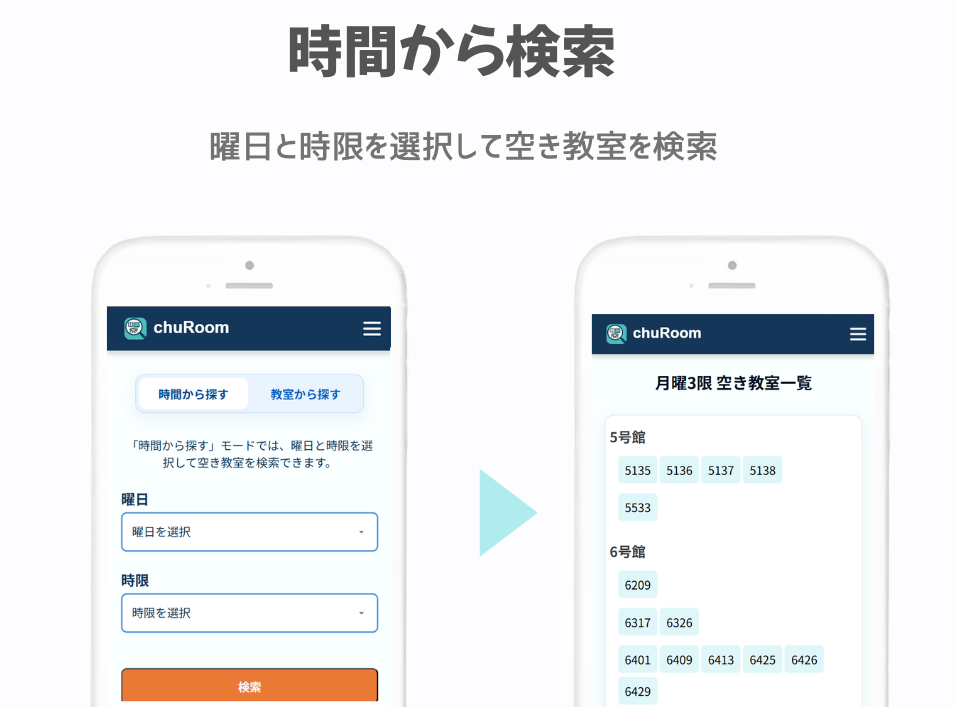 時間から検索
曜日と時限を選択して空き教室を検索
chuRoom
時間から探す 教室から探す
「時間から探す」モードでは、曜日と時限を選
択して空き教室を検索できます。
曜日
曜日を選択
時限
時限を選択
検索
chuRoom
月曜3限 空き教室一覧
5号館
5135 5136 5137 5138
5533
6号館
6209
6317 6326
6401 6409 6413 6425 6426
6429